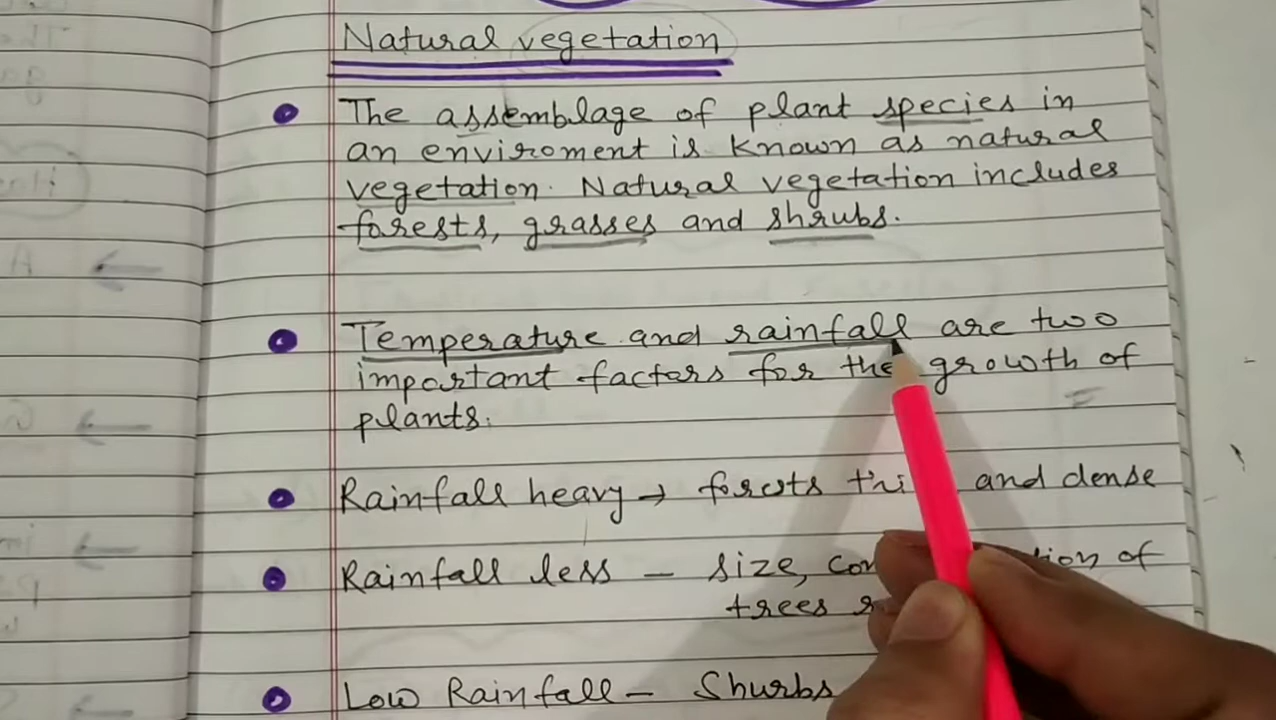 Natural vegetation
The assemblage of plant species in
an enviroment is known as natural
vegetation. Natural vegetation includes
forests, grasses and shrubs.
Temperature and rainfall are two
important factors for the growth of
plants.
Rainfall heavy → forsts and dense
Rainfall less - size, of
trees
Low Rainfall - Shurbs